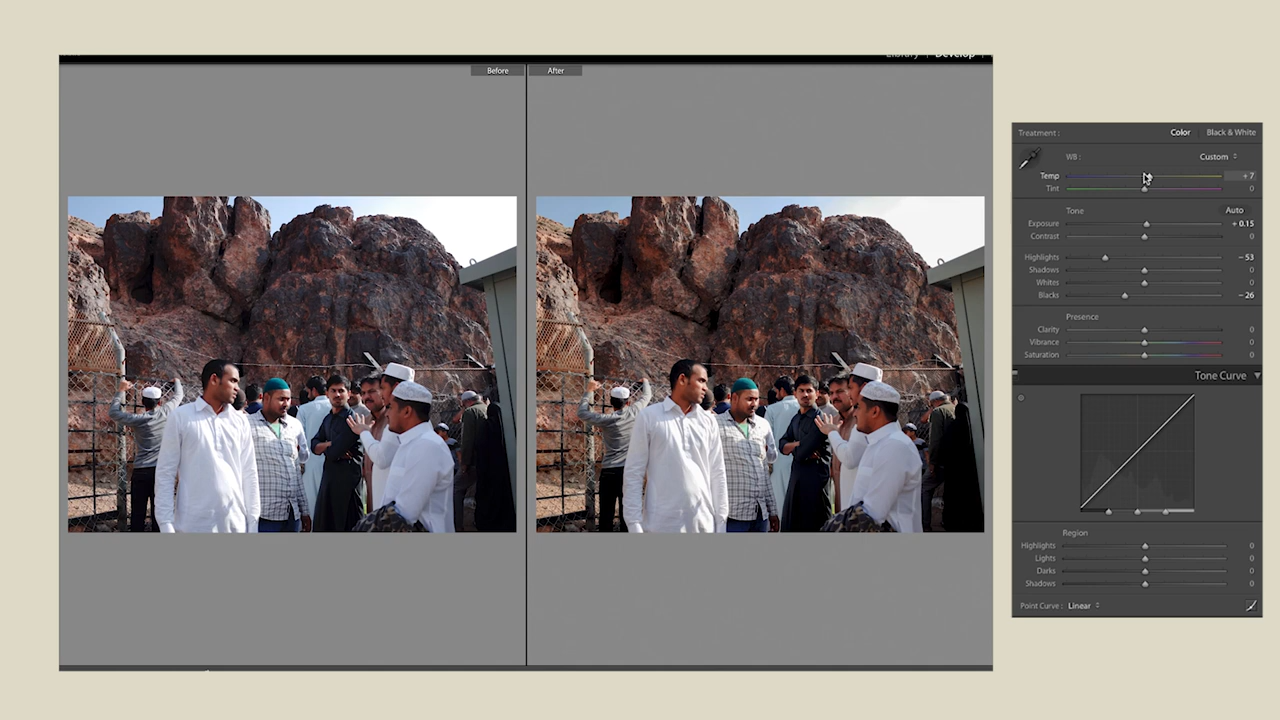 Library | Develop /
Before
After
Treatment : Color Black & White
WB : Custom
Temp + 7
Tint 0
Tone Auto
Exposure + 0.15
Contrast 0
Highlights − 53
Shadows 0
Whites 0
Blacks − 26
Presence
Clarity 0
Vibrance 0
Saturation 0
Tone Curve
Region
Highlights 0
Lights 0
Darks 0
Shadows 0
Point Curve : Linear